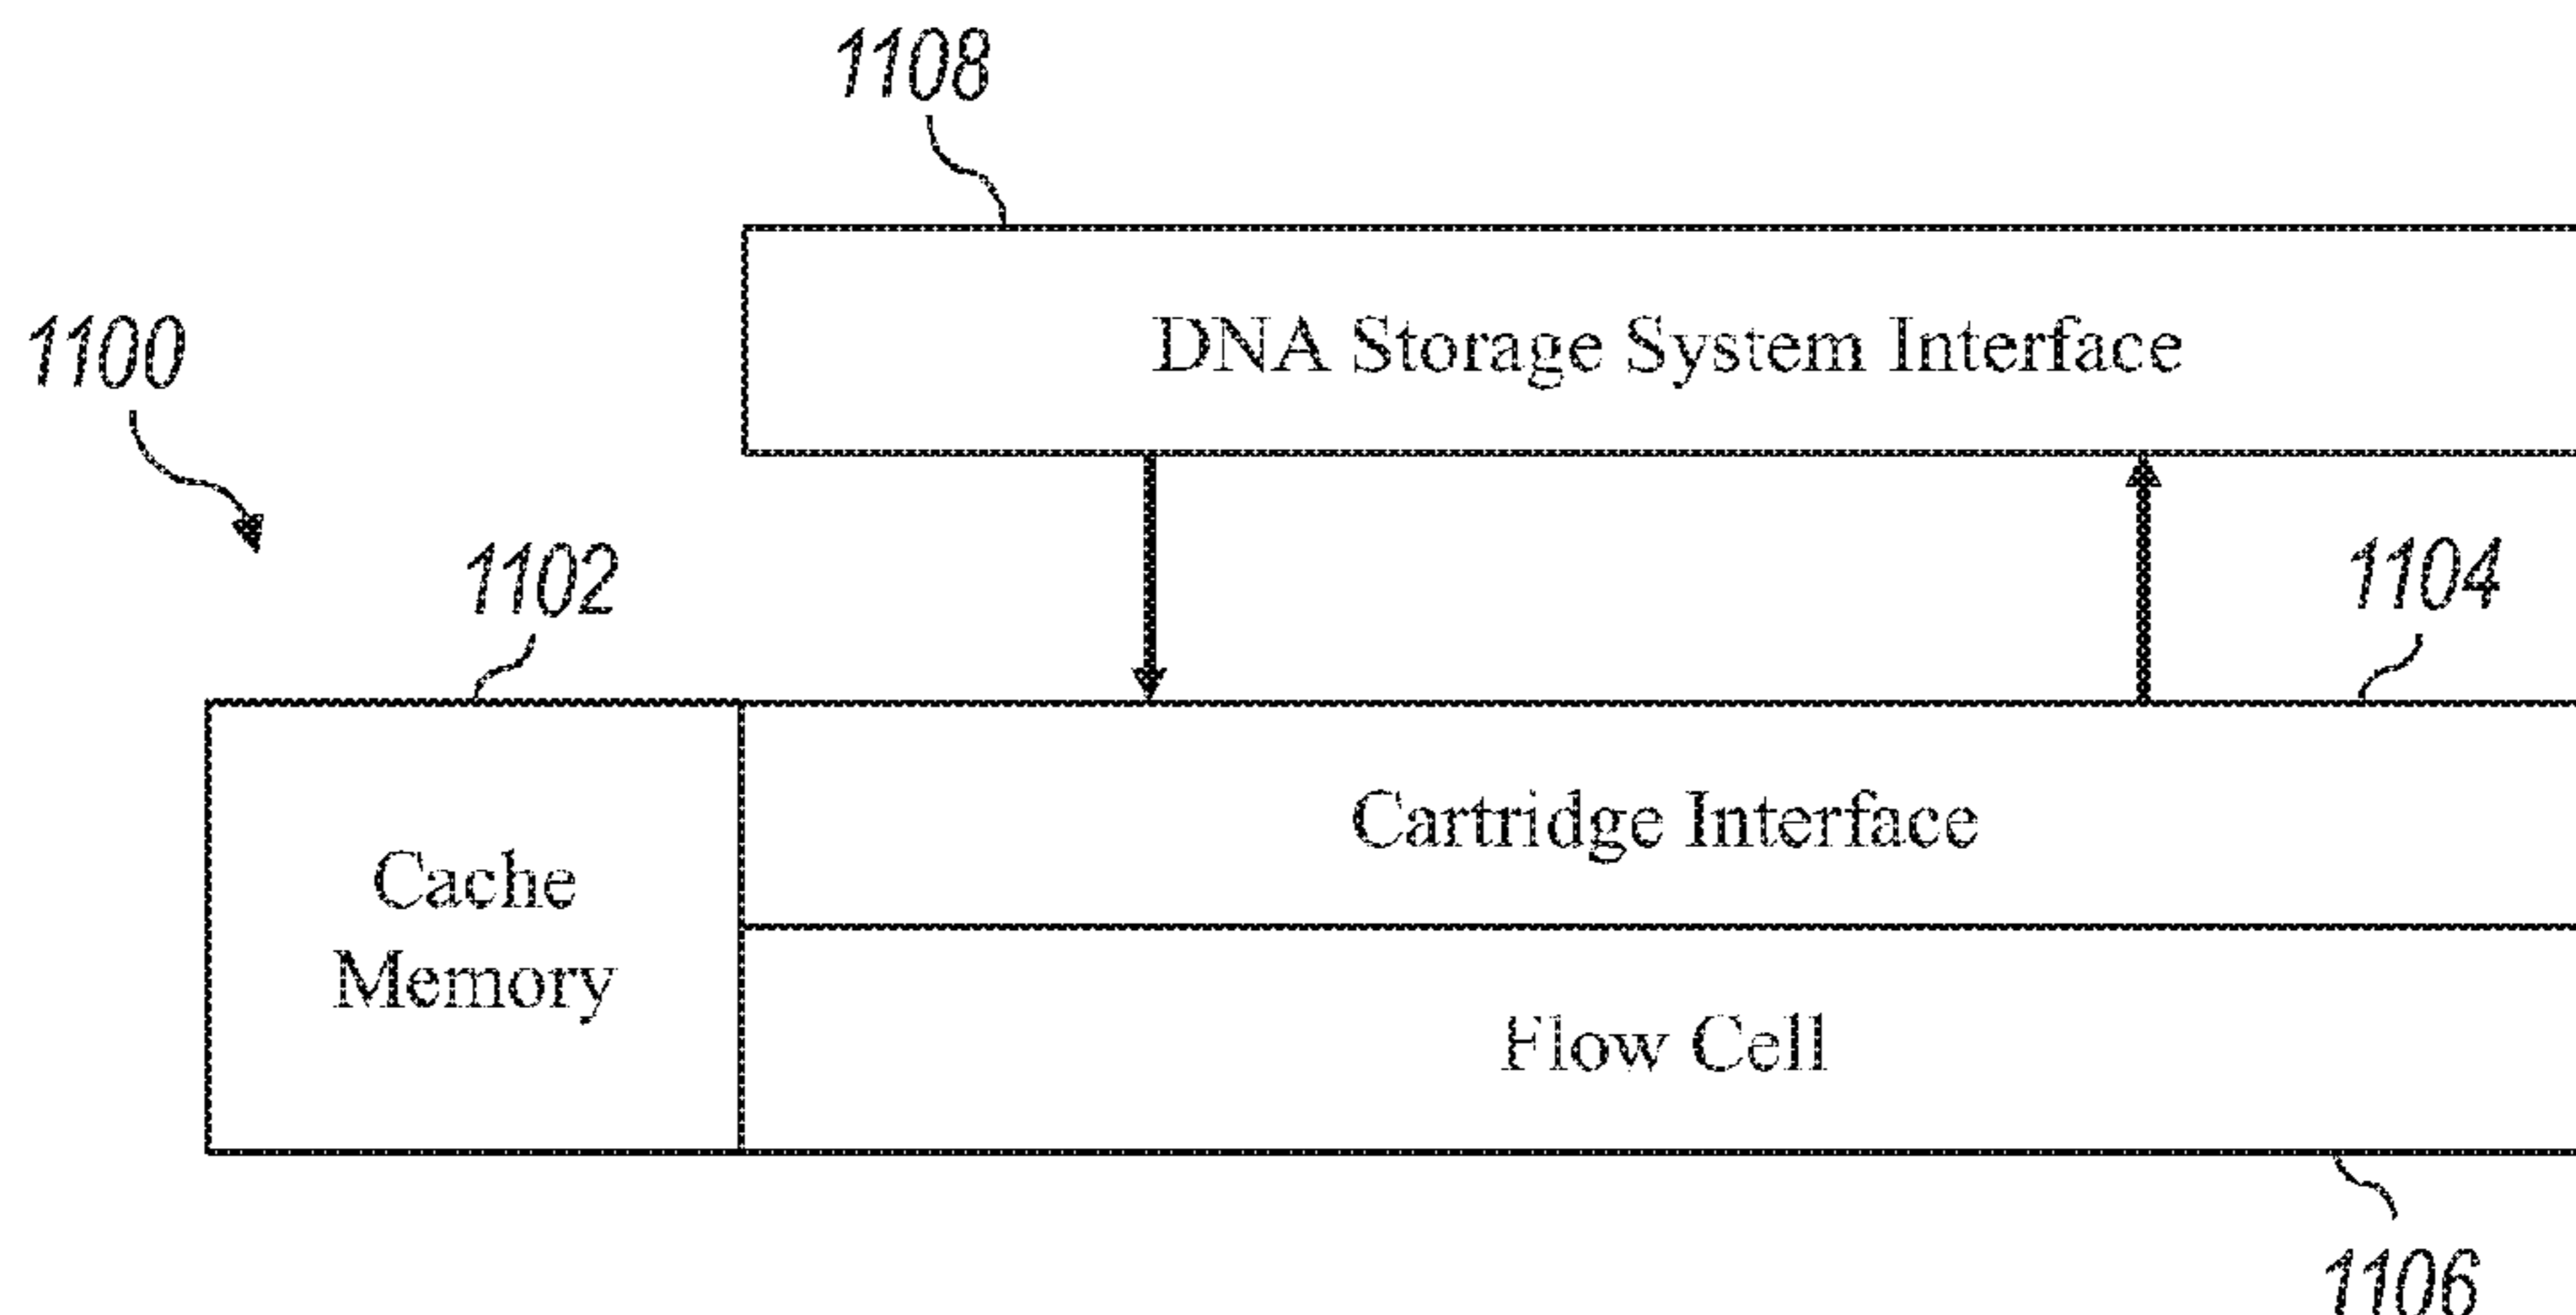 1108
1100
DNA Storage System Interface
1102
1104
Cartridge Interface
Cache
Memory
Flow Cell
1106